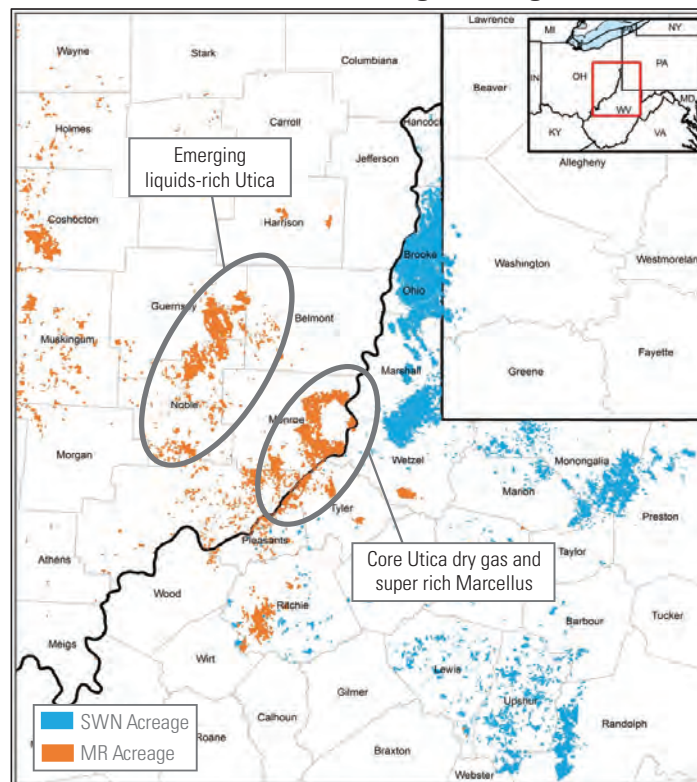 Lawrence
Wayne
Stark
Columbiana
Beaver
MI
NY
IN
OH
PA
MD
WV
KY
VA
Holmes
Carroll
Hancock
Allegheny
Emerging
liquids-rich Utica
Jefferson
Coshocton
Harrison
Brooke
Washington
Westmoreland
Ohio
Guernsey
Belmont
Muskingum
Marshall
Fayette
Greene
Noble
Monroe
Morgan
Wetzel
Monongalia
Marion
Preston
Tyler
Pleasants
Athens
Core Utica dry gas and
super rich Marcellus
Taylor
Wood
Ritchie
Barbour
Tucker
Meigs
Wirt
Lewis
Upshur
Gilmer
Randolph
Calhoun
SWN Acreage
MR Acreage
Roane
Braxton
Webster